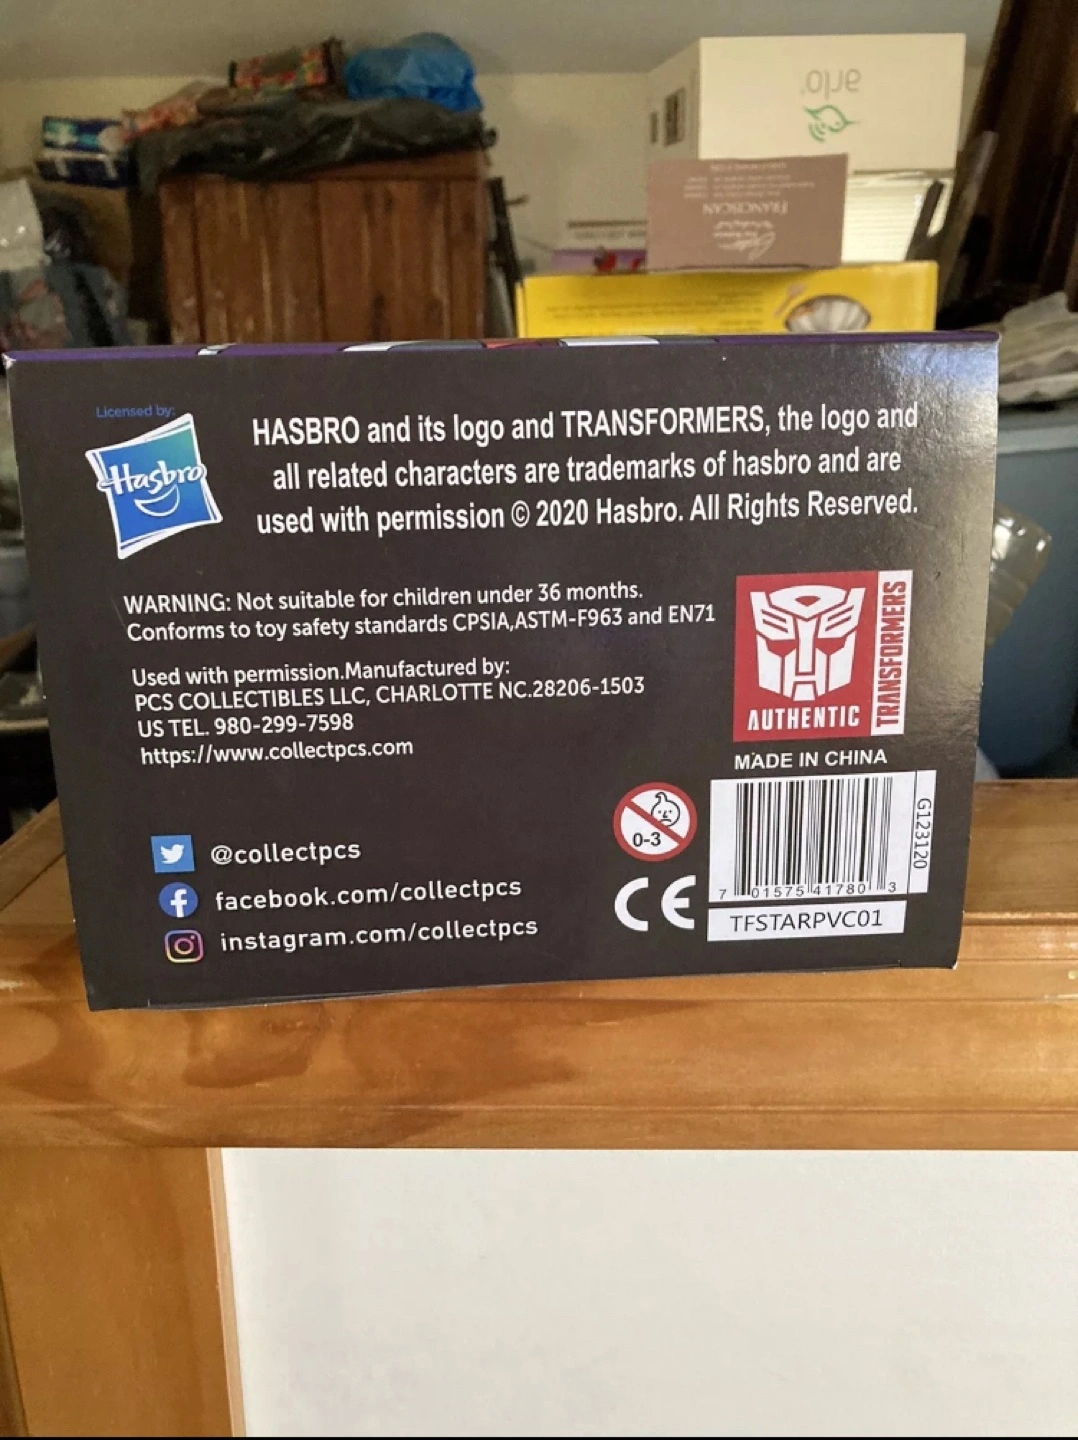 arlo
FRANCISCAN
Licensed by:
Hasbro
HASBRO and its logo and TRANSFORMERS, the logo and
all related characters are trademarks of hasbro and are
used with permission © 2020 Hasbro. All Rights Reserved.
WARNING: Not suitable for children under 36 months.
Conforms to toy safety standards CPSIA,ASTM-F963 and EN71
Used with permission.Manufactured by:
PCS COLLECTIBLES LLC, CHARLOTTE NC.28206-1503
US TEL. 980-299-7598
https://www.collectpcs.com
AUTHENTIC
TRANSFORMERS
MADE IN CHINA
@collectpcs
facebook.com/collectpcs
instagram.com/collectpcs
0-3
CE
G123120
7 01575 41780 3
TFSTARPVC01